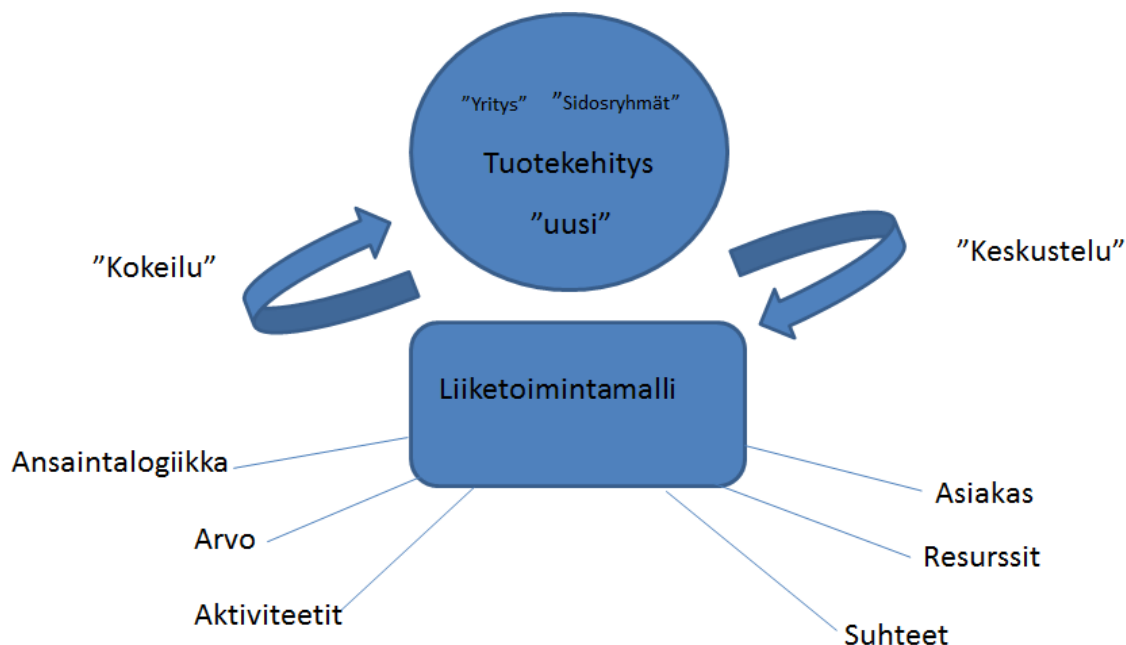 ”Yritys” ”Sidosryhmät”
Tuotekehitys
”uusi”
”Kokeilu”
”Keskustelu”
Liiketoimintamalli
Ansaintalogiikka
Arvo
Aktiviteetit
Asiakas
Resurssit
Suhteet